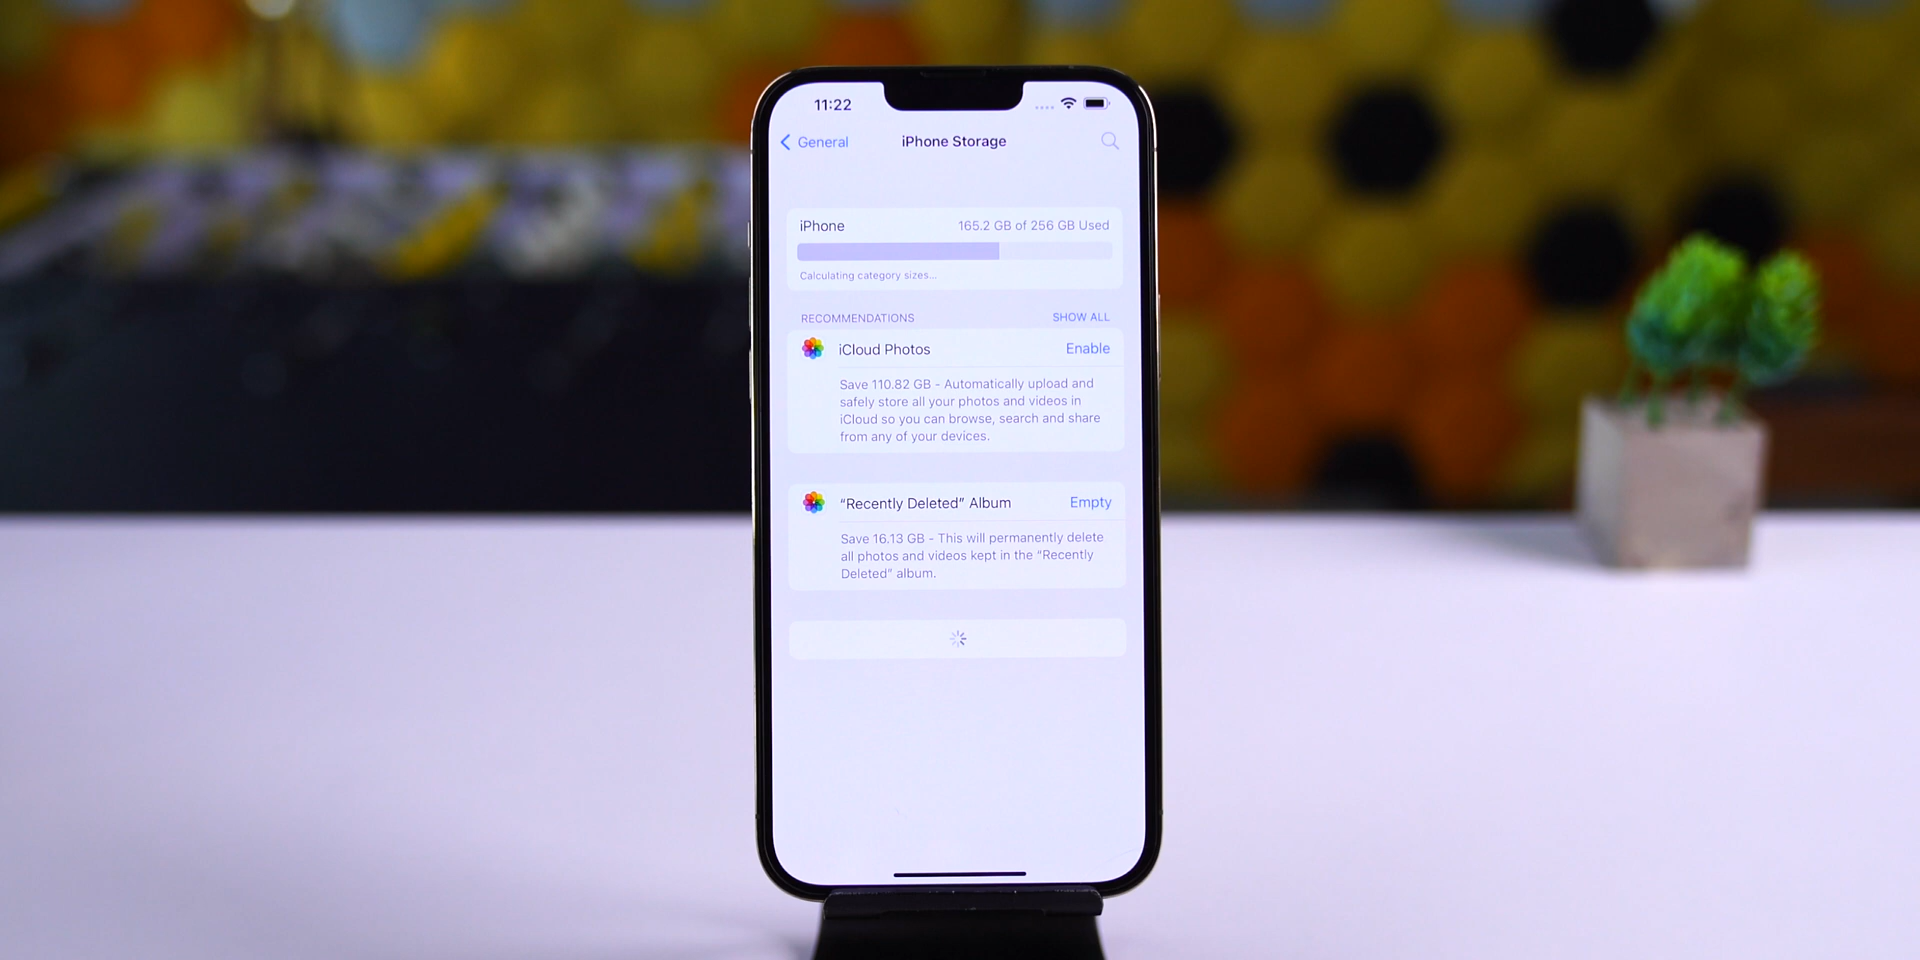 11:22
General
iPhone Storage
iPhone
165.2 GB of 256 GB Used
Calculating category sizes...
RECOMMENDATIONS
SHOW ALL
iCloud Photos
Enable
Save 110.82 GB - Automatically upload and
safely store all your photos and videos in
iCloud so you can browse, search and share
from any of your devices.
“Recently Deleted” Album
Empty
Save 16.13 GB - This will permanently delete
all photos and videos kept in the “Recently
Deleted” album.